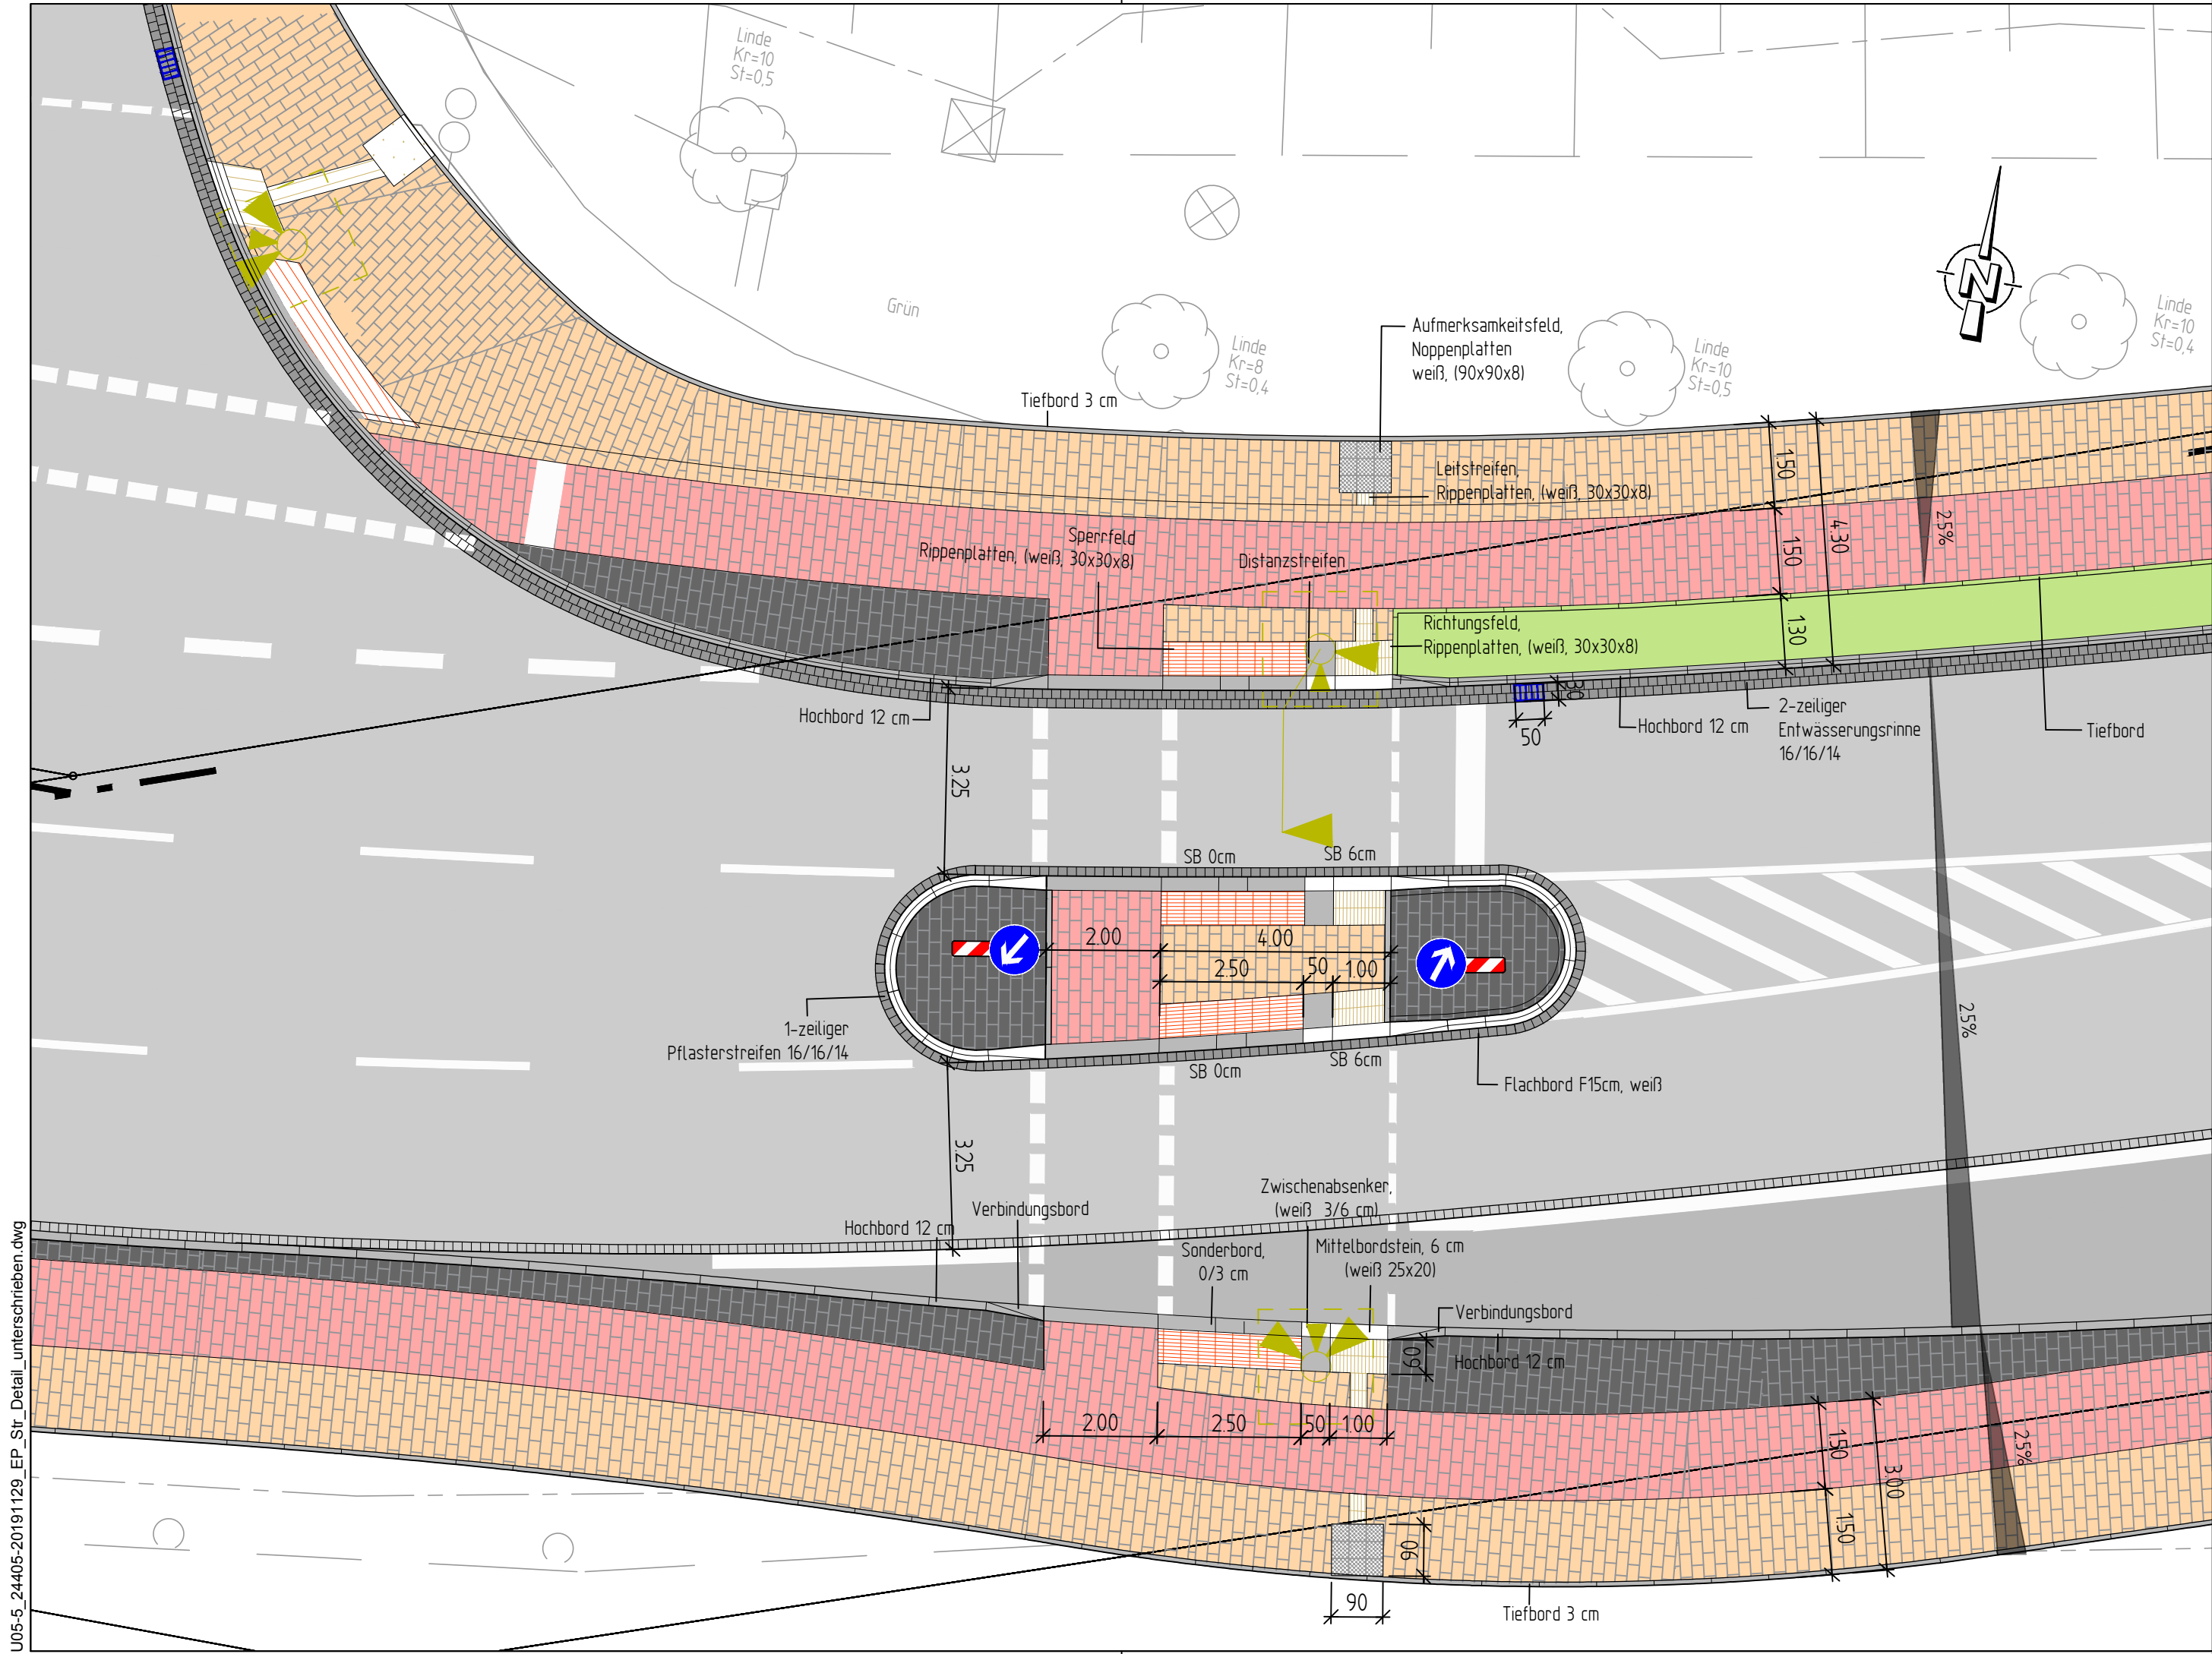 Linde
Kr=10
St=0,5
Grün
N
Linde
Kr=10
St=0,4
Aufmerksamkeitsfeld,
Noppenplatten
weiß, (90x90x8)
Linde
Kr=8
St=0,4
Linde
Kr=10
St=0,5
Tiefbord 3 cm
Leitstreifen,
Rippenplatten, (weiß, 30x30x8)
1.50
1.50
4.30
2.5%
Sperrfeld
Rippenplatten, (weiß, 30x30x8)
Distanzstreifen
Richtungsfeld,
Rippenplatten, (weiß, 30x30x8)
1.30
30
50
Hochbord 12 cm
Hochbord 12 cm
2-zeiliger
Entwässerungsrinne
16/16/14
Tiefbord
3.25
SB 0cm
SB 6cm
2.00
4.00
2.50
50
1.00
1-zeiliger
Pflasterstreifen 16/16/14
2.5%
SB 0cm
SB 6cm
Flachbord F15cm, weiß
3.25
Hochbord 12 cm
Verbindungsbord
Zwischenabsenker,
(weiß 3/6 cm)
Sonderbord,
0/3 cm
Mittelbordstein, 6 cm
(weiß 25x20)
Verbindungsbord
Hochbord 12 cm
60
2.00
2.50
50
1.00
1.50
3.00
1.50
2.5%
90
90
Tiefbord 3 cm
U05-5_24405-20191129_EP_Str_Detail_unterschrieben.dwg